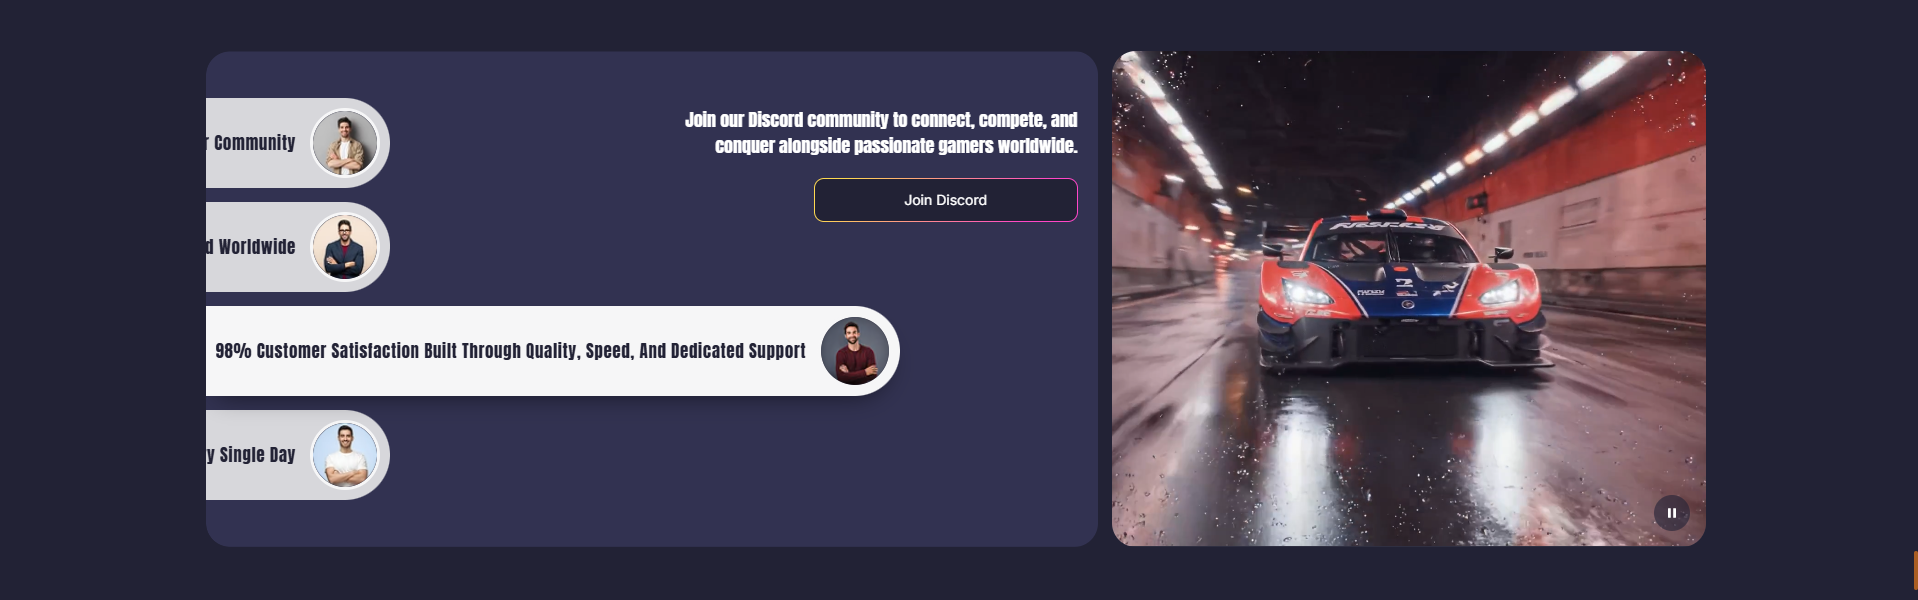 r Community
Join our Discord community to connect, compete, and
conquer alongside passionate gamers worldwide.
Join Discord
d Worldwide
98% Customer Satisfaction Built Through Quality, Speed, And Dedicated Support
y Single Day